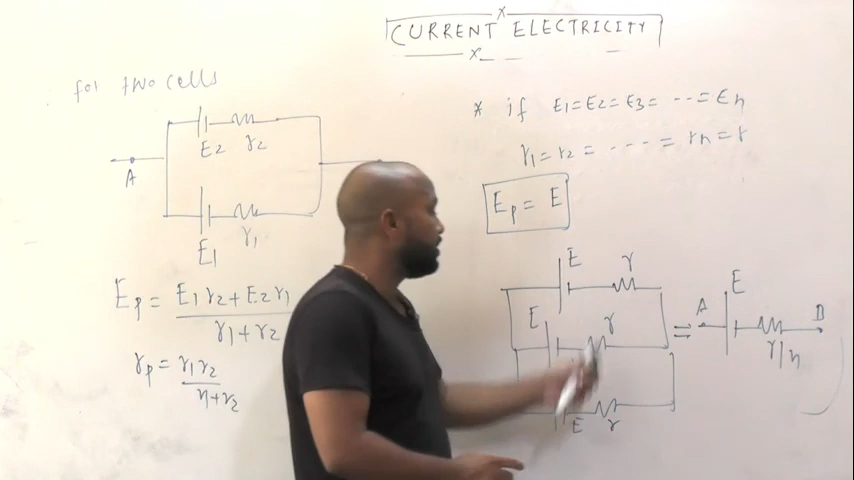 CURRENT ELECTRICITY
for two cells
E2 r2
A
E1 r1
Ep = E1r2+E2r1
r1+r2
rp = r1r2
r1+r2
* if E1=E2=E3= ---- = En
r1=r2= ---- = rn=r
Ep = E
E r
E r
E r
A E B
r/n